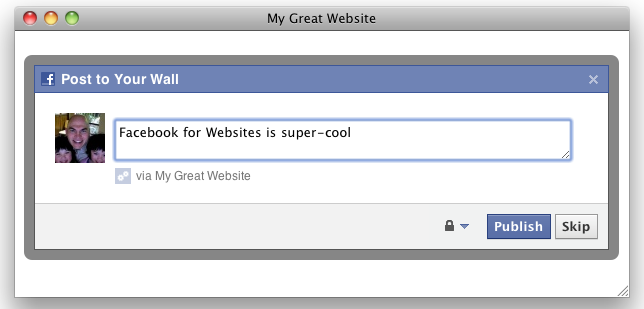 My Great Website
f Post to Your Wall
Facebook for Websites is super-cool
via My Great Website
Publish Skip